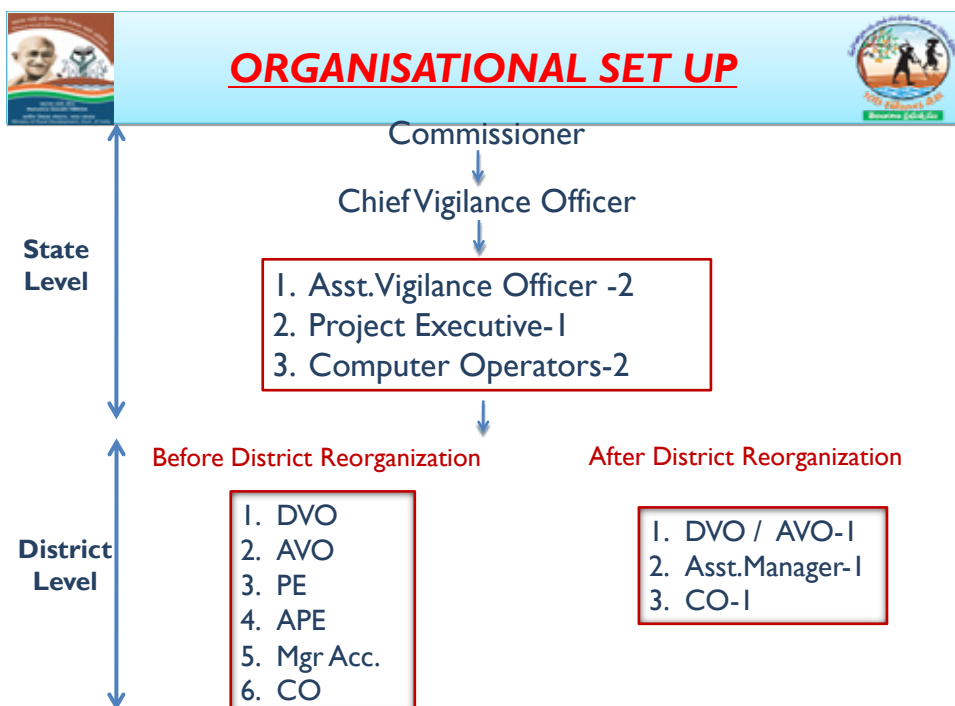 ORGANISATIONAL SET UP
Commissioner
Chief Vigilance Officer
State
Level
1. Asst.Vigilance Officer -2
2. Project Executive-1
3. Computer Operators-2
Before District Reorganization
After District Reorganization
District
Level
1. DVO
2. AVO
3. PE
4. APE
5. Mgr Acc.
6. CO
1. DVO / AVO-1
2. Asst.Manager-1
3. CO-1